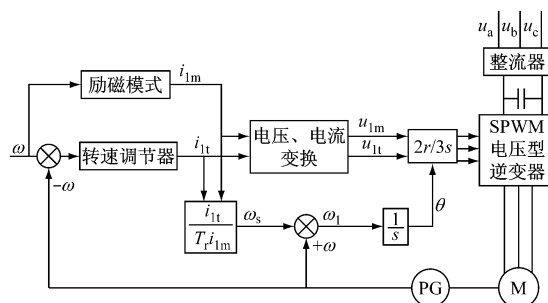 u_a u_b u_c
整流器
励磁模式
i_1m
ω
转速调节器
i_1t
-ω
电压、电流
变换
u_1m
u_1t
2r/3s
SPWM
电压型
逆变器
i_1t
T_r i_1m
ω_s
ω_1
+ω
1
s
θ
PG
M